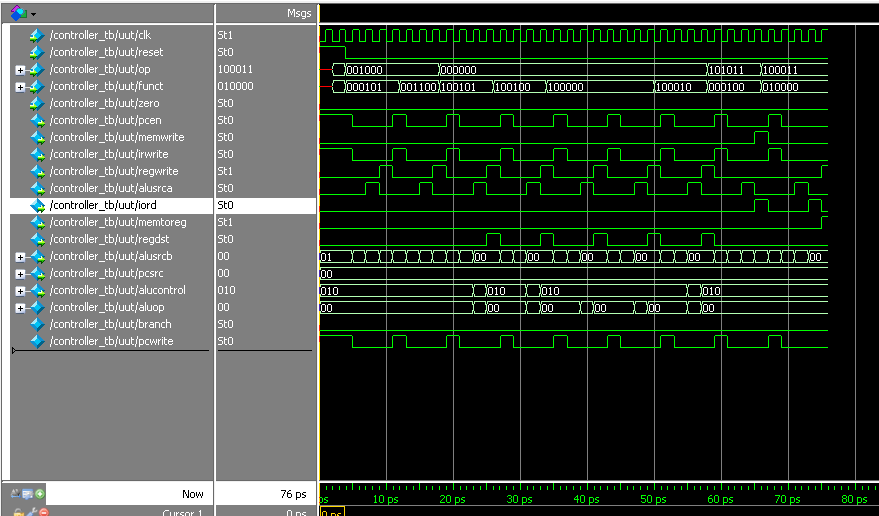 Msgs
/controller_tb/uut/clk St1
/controller_tb/uut/reset St0
/controller_tb/uut/op 100011 001000 000000 101011 100011
/controller_tb/uut/funct 010000 000101 001100 100101 100100 100000 100010 000100 010000
/controller_tb/uut/zero St0
/controller_tb/uut/pcen St0
/controller_tb/uut/memwrite St0
/controller_tb/uut/irwrite St0
/controller_tb/uut/regwrite St1
/controller_tb/uut/alusrca St0
/controller_tb/uut/iord St0
/controller_tb/uut/memtoreg St1
/controller_tb/uut/regdst St0
/controller_tb/uut/alusrcb 00 01 00 00 00 00 00 00
/controller_tb/uut/pcsrc 00 00
/controller_tb/uut/alucontrol 010 010 010 010 010
/controller_tb/uut/aluop 00 00 00 00 00 00 00
/controller_tb/uut/branch St0
/controller_tb/uut/pcwrite St0
Now 76 ps ps 10 ps 20 ps 30 ps 40 ps 50 ps 60 ps 70 ps 80 ps
Cursor 1 0 ps 0 ps